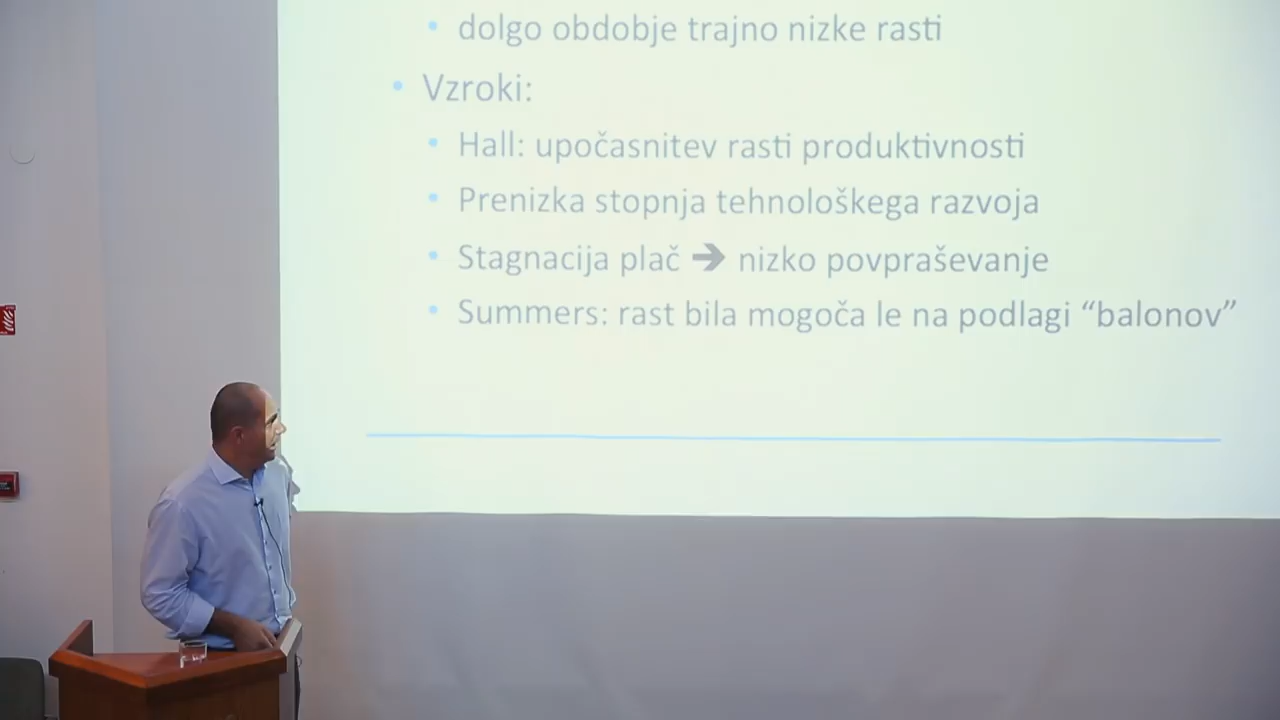 • dolgo obdobje trajno nizke rasti
• Vzroki:
• Hall: upočasnitev rasti produktivnosti
• Prenizka stopnja tehnološkega razvoja
• Stagnacija plač ➔ nizko povpraševanje
• Summers: rast bila mogoča le na podlagi “balonov”